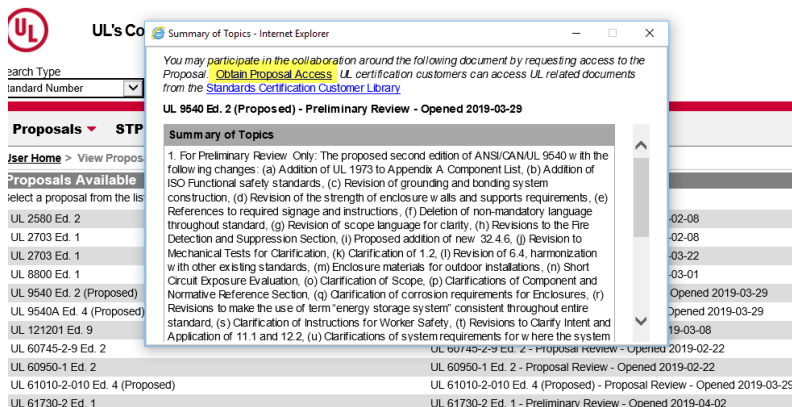 UL
UL's Co
Summary of Topics - Internet Explorer
You may participate in the collaboration around the following document by requesting access to the
Proposal. Obtain Proposal Access UL certification customers can access UL related documents
from the Standards Certification Customer Library
UL 9540 Ed. 2 (Proposed) - Preliminary Review - Opened 2019-03-29
Summary of Topics
1. For Preliminary Review Only: The proposed second edition of ANSI/CAN/UL 9540 with the
following changes: (a) Addition of UL 1973 to Appendix A Component List, (b) Addition of
ISO Functional safety standards, (c) Revision of grounding and bonding system
construction, (d) Revision of the strength of enclosure walls and supports requirements, (e)
References to required signage and instructions, (f) Deletion of non-mandatory language
throughout standard, (g) Revision of scope language for clarity, (h) Revisions to the Fire
Detection and Suppression Section, (i) Proposed addition of new 32.4.6, (j) Revision to
Mechanical Tests for Clarification, (k) Clarification of 1.2, (l) Revision of 6.4, harmonization
with other existing standards, (m) Enclosure materials for outdoor installations, (n) Short
Circuit Exposure Evaluation, (o) Clarification of Scope, (p) Clarifications of Component and
Normative Reference Section, (q) Clarification of corrosion requirements for Enclosures, (r)
Revisions to make the use of term "energy storage system" consistent throughout entire
standard, (s) Clarification of Instructions for Worker Safety, (t) Revisions to Clarify Intent and
Application of 11.1 and 12.2, (u) Clarifications of system requirements for where the system
earch Type
tandard Number
Proposals STP
User Home > View Propos
Proposals Available
Select a proposal from the lis
UL 2580 Ed. 2 -02-08
UL 2703 Ed. 1 -02-08
UL 2703 Ed. 1 -03-22
UL 8800 Ed. 1 -03-01
UL 9540 Ed. 2 (Proposed) Opened 2019-03-29
UL 9540A Ed. 4 (Proposed) Opened 2019-03-29
UL 121201 Ed. 9 19-03-08
UL 60745-2-9 Ed. 2 UL 60745-2-9 Ed. 2 - Proposal Review - Opened 2019-02-22
UL 60950-1 Ed. 2 UL 60950-1 Ed. 2 - Proposal Review - Opened 2019-02-22
UL 61010-2-010 Ed. 4 (Proposed) UL 61010-2-010 Ed. 4 (Proposed) - Proposal Review - Opened 2019-03-29
UL 61730-2 Ed. 1 UL 61730-2 Ed. 1 - Preliminary Review - Opened 2019-04-02